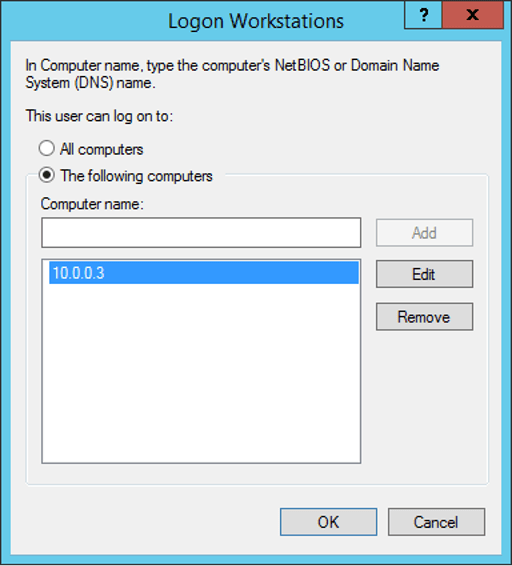 Logon Workstations
?
x
In Computer name, type the computer's NetBIOS or Domain Name
System (DNS) name.
This user can log on to:
All computers
The following computers
Computer name:
Add
10.0.0.3
Edit
Remove
OK
Cancel